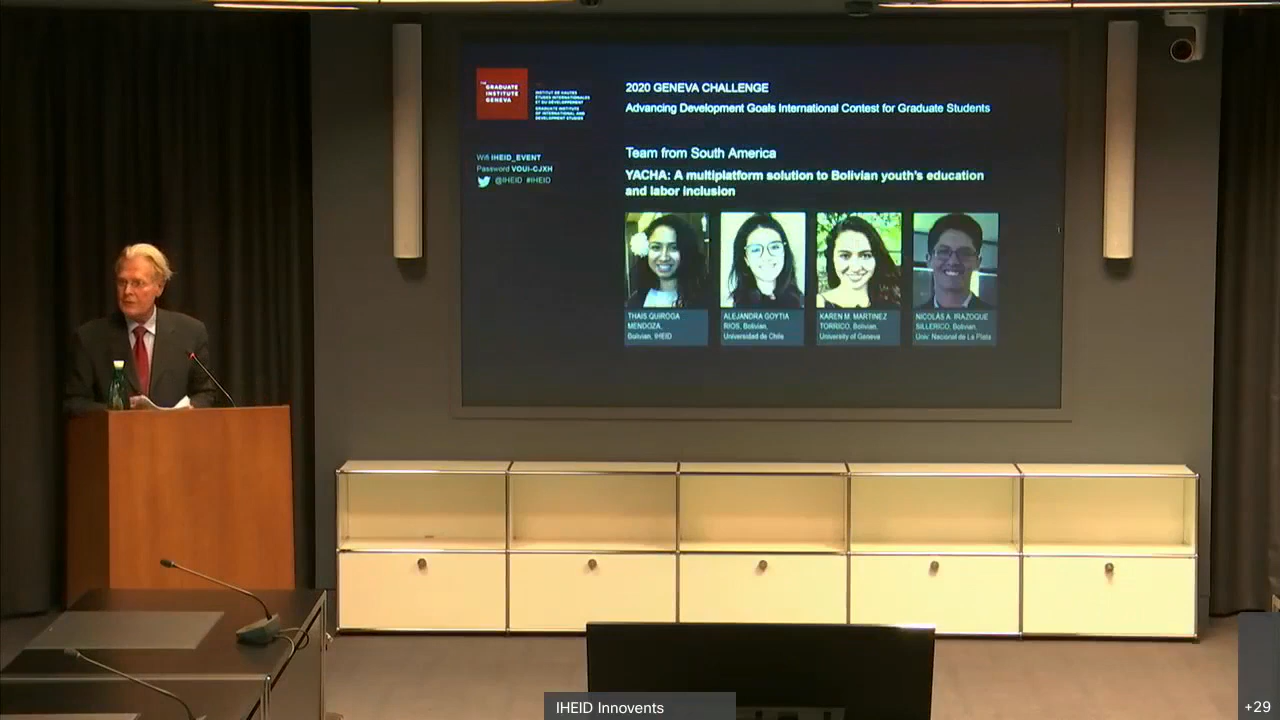 THE
GRADUATE
INSTITUTE
GENEVA
INSTITUT DE HAUTES
ÉTUDES INTERNATIONALES
ET DU DÉVELOPPEMENT
GRADUATE INSTITUTE
OF INTERNATIONAL AND
DEVELOPMENT STUDIES
Wifi IHEID_EVENT
Password VOUI-CJXH
@IHEID #IHEID
2020 GENEVA CHALLENGE
Advancing Development Goals International Contest for Graduate Students
Team from South America
YACHA: A multiplatform solution to Bolivian youth's education
and labor inclusion
THAIS QUIROGA
MENDOZA,
Bolivian, IHEID
ALEJANDRA GOYTIA
RIOS, Bolivian,
Universidad de Chile
KAREN M. MARTINEZ
TORRICO, Bolivian,
University of Geneva
NICOLÁS A. IRAZOQUE
SILLERICO, Bolivian,
Univ. Nacional de La Plata
IHEID Innovents
+29